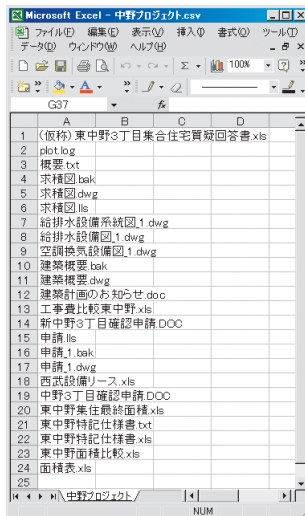 Microsoft Excel - 中野プロジェクト.csv
ファイル(F) 編集(E) 表示(V) 挿入(I) 書式(O) ツール(T)
データ(D) ウィンドウ(W) ヘルプ(H)
100%
G37 fx
A B C D
1 (仮称)東中野3丁目集合住宅質疑回答書.xls
2 plot.log
3 概要.txt
4 求積図.bak
5 求積図.dwg
6 求積図.lls
7 給排水設備系統図_1.dwg
8 給排水設備図_1.dwg
9 空調換気設備図_1.dwg
10 建築概要.bak
11 建築概要.dwg
12 建築計画のお知らせ.doc
13 工事費比較東中野.xls
14 新中野3丁目確認申請.DOC
15 申請.lls
16 申請_1.bak
17 申請_1.dwg
18 西武設備リース.xls
19 中野3丁目確認申請.DOC
20 東中野集住最終面積.xls
21 東中野特記仕様書.txt
22 東中野特記仕様書.xls
23 東中野面積比較.xls
24 面積表.xls
25
中野プロジェクト
NUM